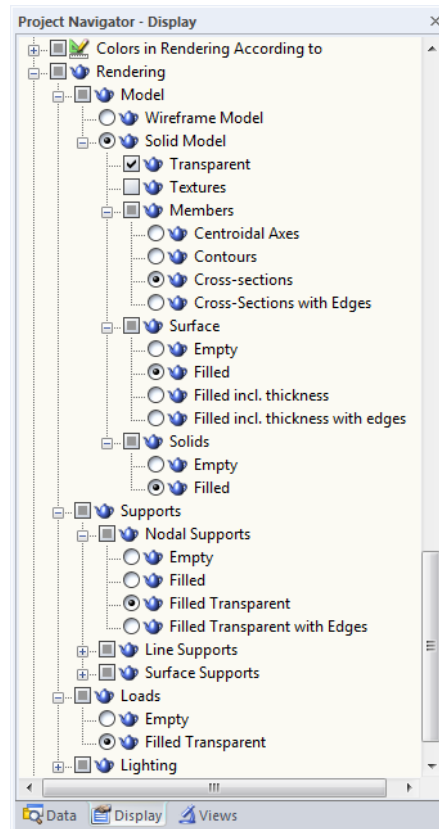 Project Navigator - Display
Colors in Rendering According to
Rendering
Model
Wireframe Model
Solid Model
Transparent
Textures
Members
Centroidal Axes
Contours
Cross-sections
Cross-Sections with Edges
Surface
Empty
Filled
Filled incl. thickness
Filled incl. thickness with edges
Solids
Empty
Filled
Supports
Nodal Supports
Empty
Filled
Filled Transparent
Filled Transparent with Edges
Line Supports
Surface Supports
Loads
Empty
Filled Transparent
Lighting
Data Display Views